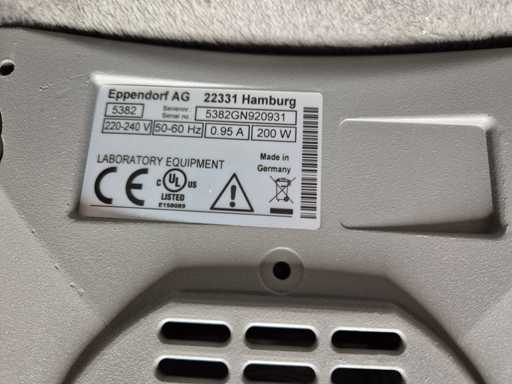 Eppendorf AG 22331 Hamburg
5382 Seriennr. Serial no. 5382GN920931
220-240 V 50-60 Hz 0.95 A 200 W
LABORATORY EQUIPMENT
Made in
Germany
CE
C UL US
LISTED
E158089